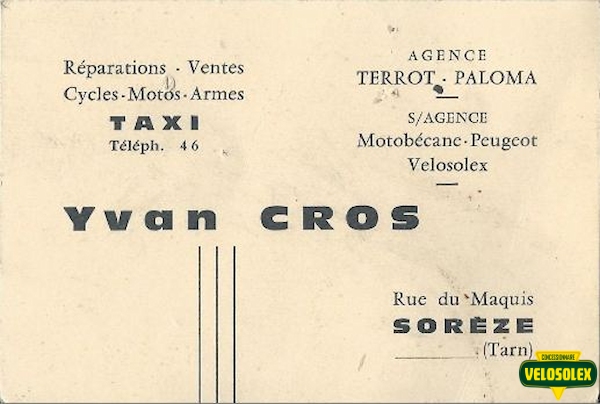 Réparations - Ventes
Cycles - Motos - Armes
TAXI
Téléph. 46
AGENCE
TERROT - PALOMA
S/AGENCE
Motobécane - Peugeot
Velosolex
Yvan CROS
Rue du Maquis
SORÈZE
(Tarn)
CONCESSIONNAIRE
VELOSOLEX